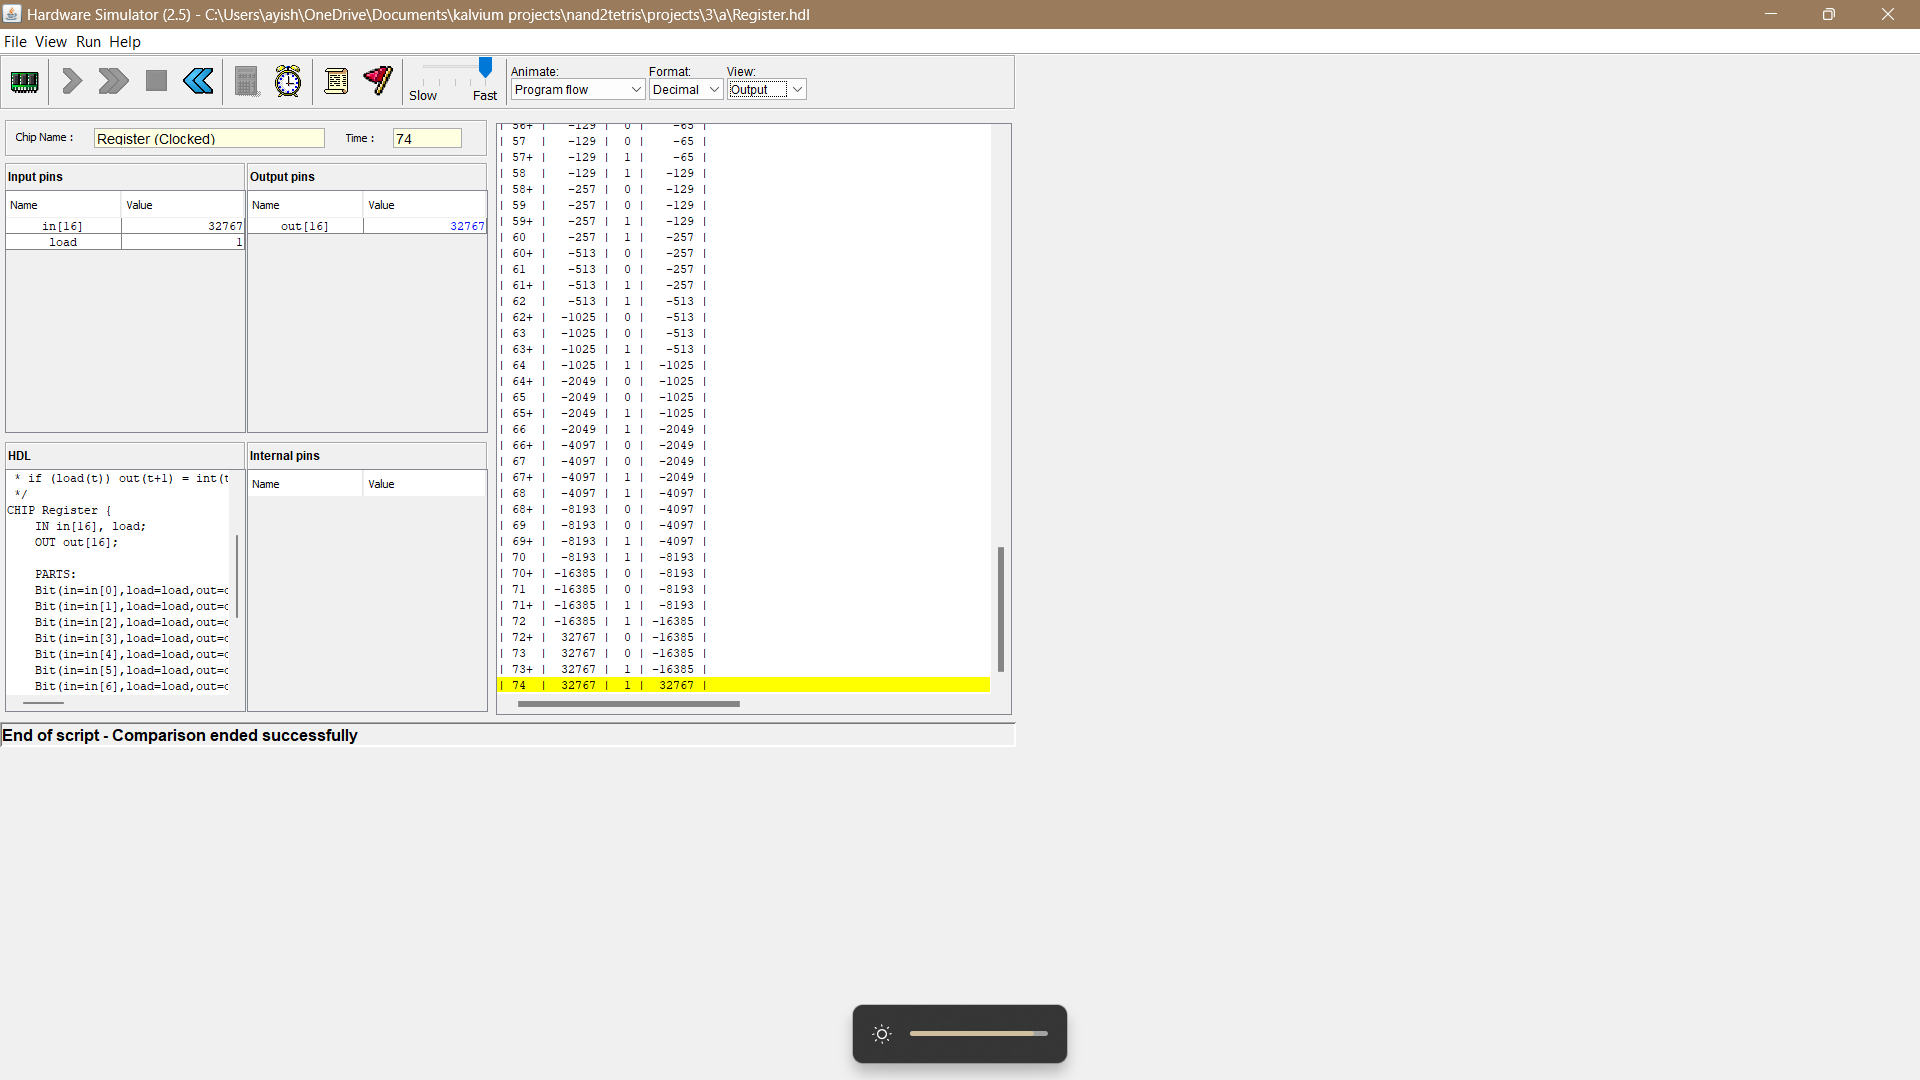 Hardware Simulator (2.5) - C:\Users\ayish\OneDrive\Documents\kalvium projects\nand2tetris\projects\3\a\Register.hdl
File View Run Help
Slow Fast
Animate: Format: View:
Program flow Decimal Output
Chip Name : Register (Clocked) Time : 74
Input pins
Name Value
in[16] 32767
load 1
Output pins
Name Value
out[16] 32767
HDL
* if (load(t)) out(t+1) = int(t
*/
CHIP Register {
IN in[16], load;
OUT out[16];
PARTS:
Bit(in=in[0],load=load,out=o
Bit(in=in[1],load=load,out=o
Bit(in=in[2],load=load,out=o
Bit(in=in[3],load=load,out=o
Bit(in=in[4],load=load,out=o
Bit(in=in[5],load=load,out=o
Bit(in=in[6],load=load,out=o
Internal pins
Name Value
| 56+ | -129 | 0 | -65 |
| 57 | -129 | 0 | -65 |
| 57+ | -129 | 1 | -65 |
| 58 | -129 | 1 | -129 |
| 58+ | -257 | 0 | -129 |
| 59 | -257 | 0 | -129 |
| 59+ | -257 | 1 | -129 |
| 60 | -257 | 1 | -257 |
| 60+ | -513 | 0 | -257 |
| 61 | -513 | 0 | -257 |
| 61+ | -513 | 1 | -257 |
| 62 | -513 | 1 | -513 |
| 62+ | -1025 | 0 | -513 |
| 63 | -1025 | 0 | -513 |
| 63+ | -1025 | 1 | -513 |
| 64 | -1025 | 1 | -1025 |
| 64+ | -2049 | 0 | -1025 |
| 65 | -2049 | 0 | -1025 |
| 65+ | -2049 | 1 | -1025 |
| 66 | -2049 | 1 | -2049 |
| 66+ | -4097 | 0 | -2049 |
| 67 | -4097 | 0 | -2049 |
| 67+ | -4097 | 1 | -2049 |
| 68 | -4097 | 1 | -4097 |
| 68+ | -8193 | 0 | -4097 |
| 69 | -8193 | 0 | -4097 |
| 69+ | -8193 | 1 | -4097 |
| 70 | -8193 | 1 | -8193 |
| 70+ | -16385 | 0 | -8193 |
| 71 | -16385 | 0 | -8193 |
| 71+ | -16385 | 1 | -8193 |
| 72 | -16385 | 1 | -16385 |
| 72+ | 32767 | 0 | -16385 |
| 73 | 32767 | 0 | -16385 |
| 73+ | 32767 | 1 | -16385 |
| 74 | 32767 | 1 | 32767 |
End of script - Comparison ended successfully